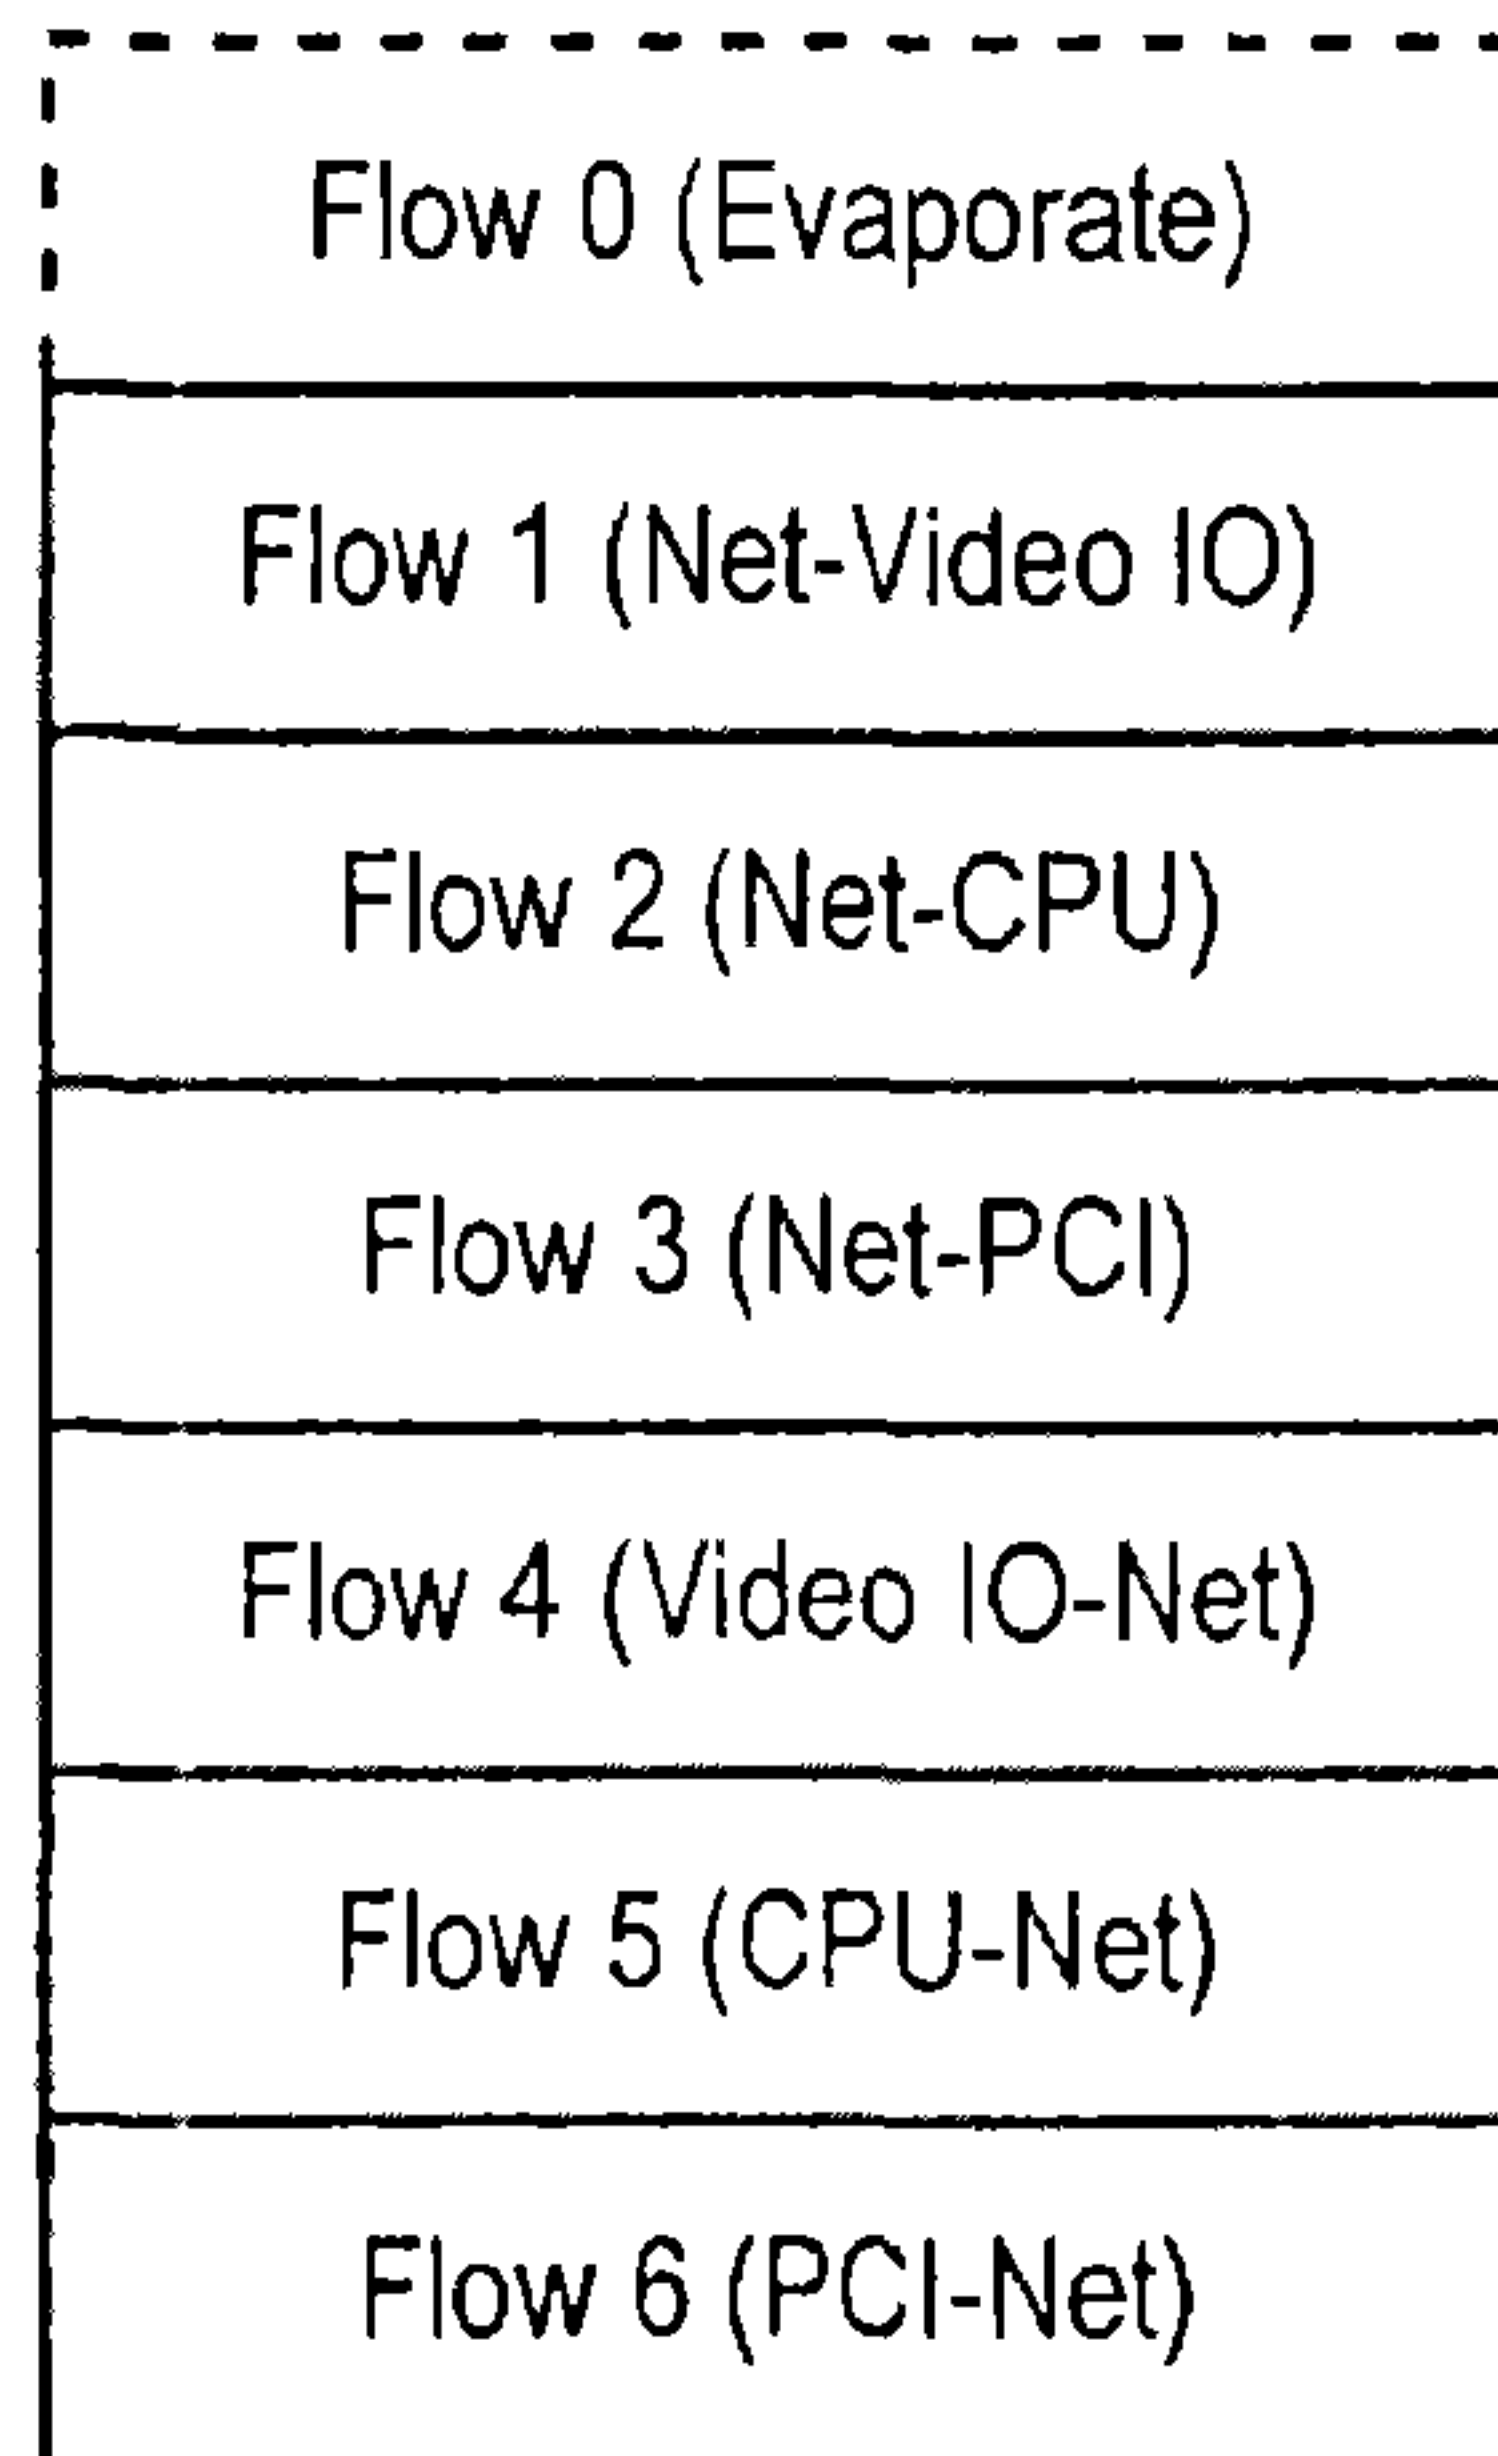 Flow 0 (Evaporate)
Flow 1 (Net-Video IO)
Flow 2 (Net-CPU)
Flow 3 (Net-PCI)
Flow 4 (Video IO-Net)
Flow 5 (CPU-Net)
Flow 6 (PCI-Net)